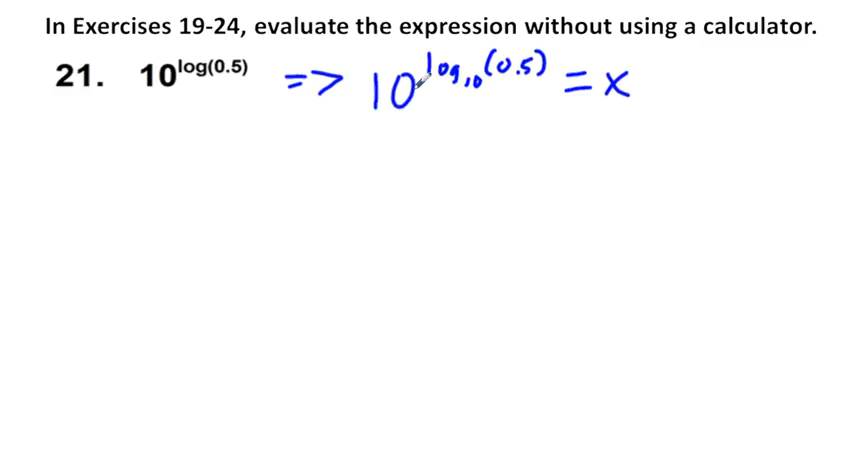 In Exercises 19-24, evaluate the expression without using a calculator.
21. 10^log(0.5) => 10^log₁₀(0.5) = x